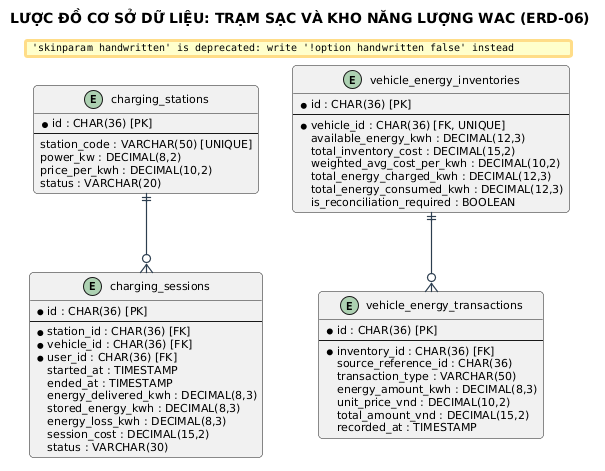 LƯỢC ĐỒ CƠ SỞ DỮ LIỆU: TRẠM SẠC VÀ KHO NĂNG LƯỢNG WAC (ERD-06)
'skinparam handwritten' is deprecated: write '!option handwritten false' instead
E charging_stations
id : CHAR(36) [PK]
station_code : VARCHAR(50) [UNIQUE]
power_kw : DECIMAL(8,2)
price_per_kwh : DECIMAL(10,2)
status : VARCHAR(20)
E vehicle_energy_inventories
id : CHAR(36) [PK]
vehicle_id : CHAR(36) [FK, UNIQUE]
available_energy_kwh : DECIMAL(12,3)
total_inventory_cost : DECIMAL(15,2)
weighted_avg_cost_per_kwh : DECIMAL(10,2)
total_energy_charged_kwh : DECIMAL(12,3)
total_energy_consumed_kwh : DECIMAL(12,3)
is_reconciliation_required : BOOLEAN
E charging_sessions
id : CHAR(36) [PK]
station_id : CHAR(36) [FK]
vehicle_id : CHAR(36) [FK]
user_id : CHAR(36) [FK]
started_at : TIMESTAMP
ended_at : TIMESTAMP
energy_delivered_kwh : DECIMAL(8,3)
stored_energy_kwh : DECIMAL(8,3)
energy_loss_kwh : DECIMAL(8,3)
session_cost : DECIMAL(15,2)
status : VARCHAR(30)
E vehicle_energy_transactions
id : CHAR(36) [PK]
inventory_id : CHAR(36) [FK]
source_reference_id : CHAR(36)
transaction_type : VARCHAR(50)
energy_amount_kwh : DECIMAL(8,3)
unit_price_vnd : DECIMAL(10,2)
total_amount_vnd : DECIMAL(15,2)
recorded_at : TIMESTAMP